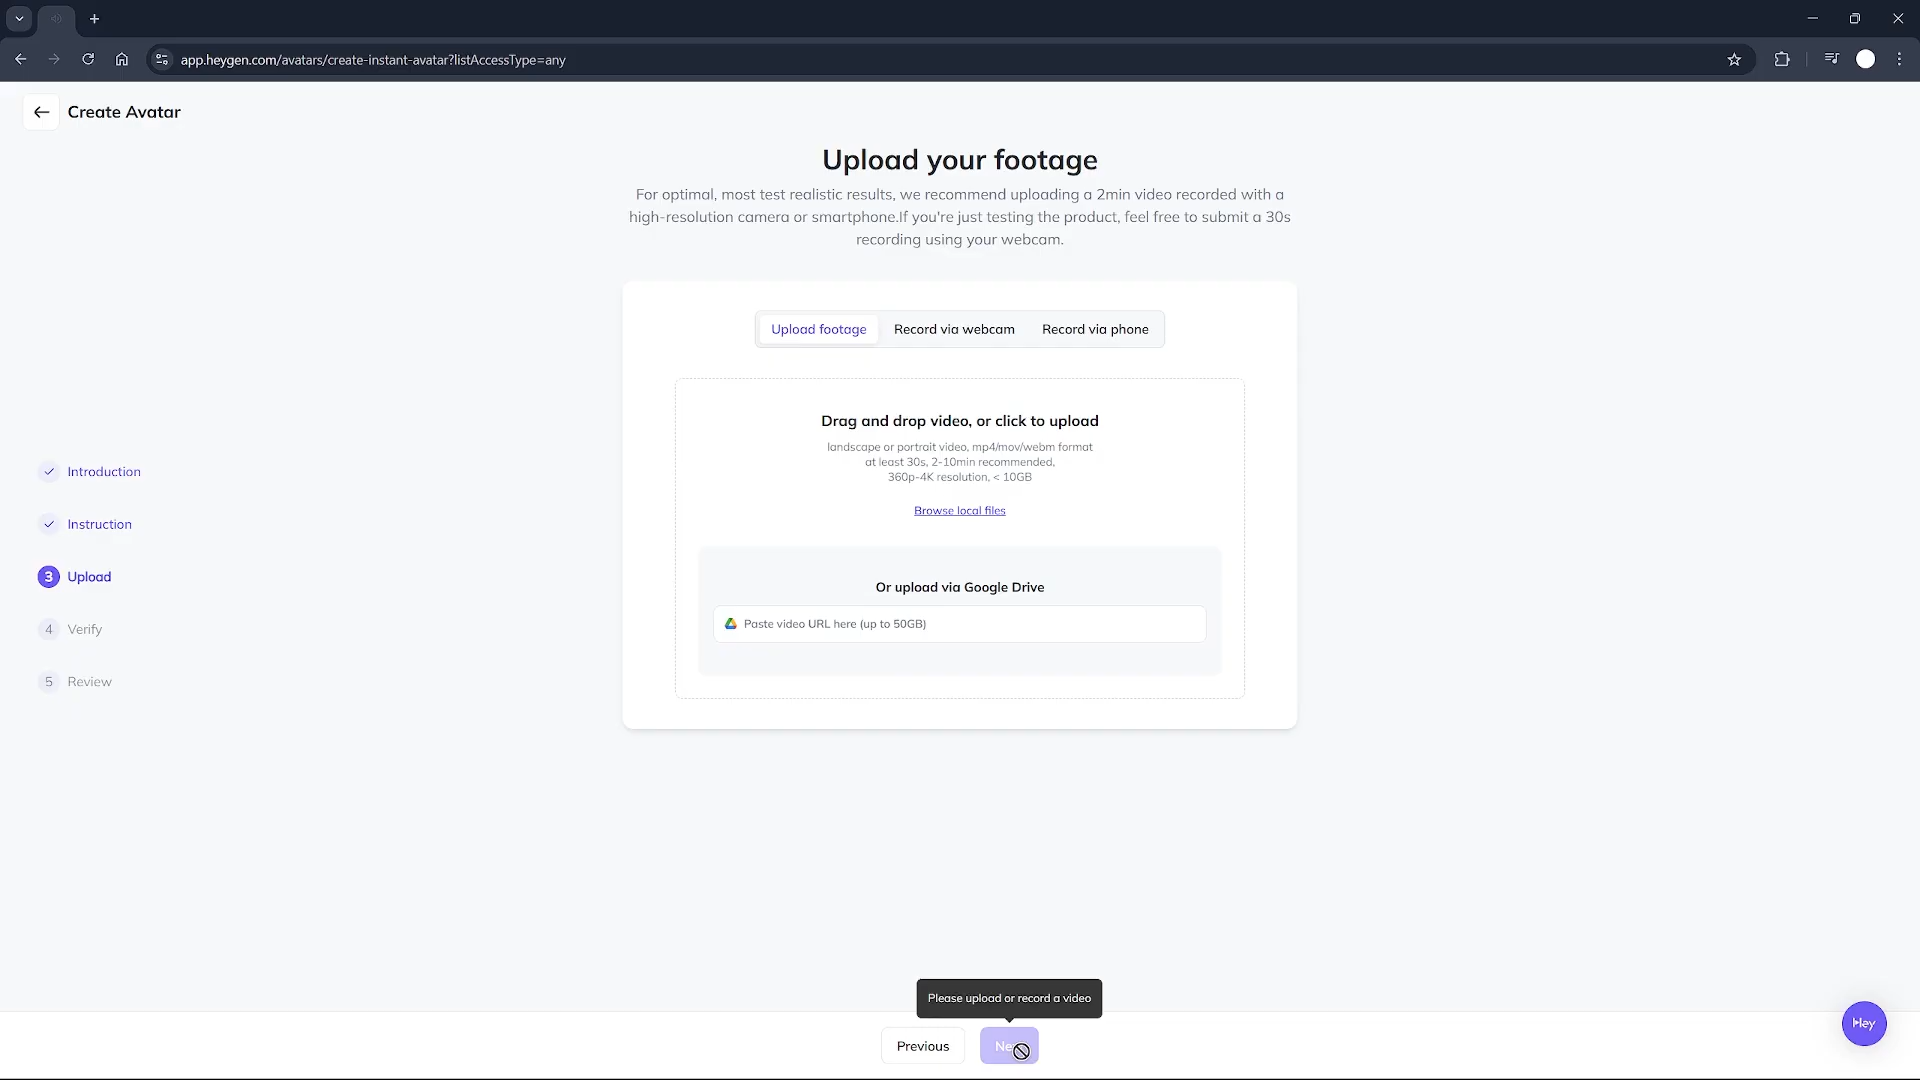 app.heygen.com/avatars/create-instant-avatar?listAccessType=any
Create Avatar
Upload your footage
For optimal, most test realistic results, we recommend uploading a 2min video recorded with a
high-resolution camera or smartphone.If you're just testing the product, feel free to submit a 30s
recording using your webcam.
Upload footage
Record via webcam
Record via phone
Drag and drop video, or click to upload
landscape or portrait video, mp4/mov/webm format
at least 30s, 2-10min recommended,
360p-4K resolution, < 10GB
Browse local files
Or upload via Google Drive
Paste video URL here (up to 50GB)
Introduction
Instruction
3 Upload
4 Verify
5 Review
Please upload or record a video
Previous
Hey